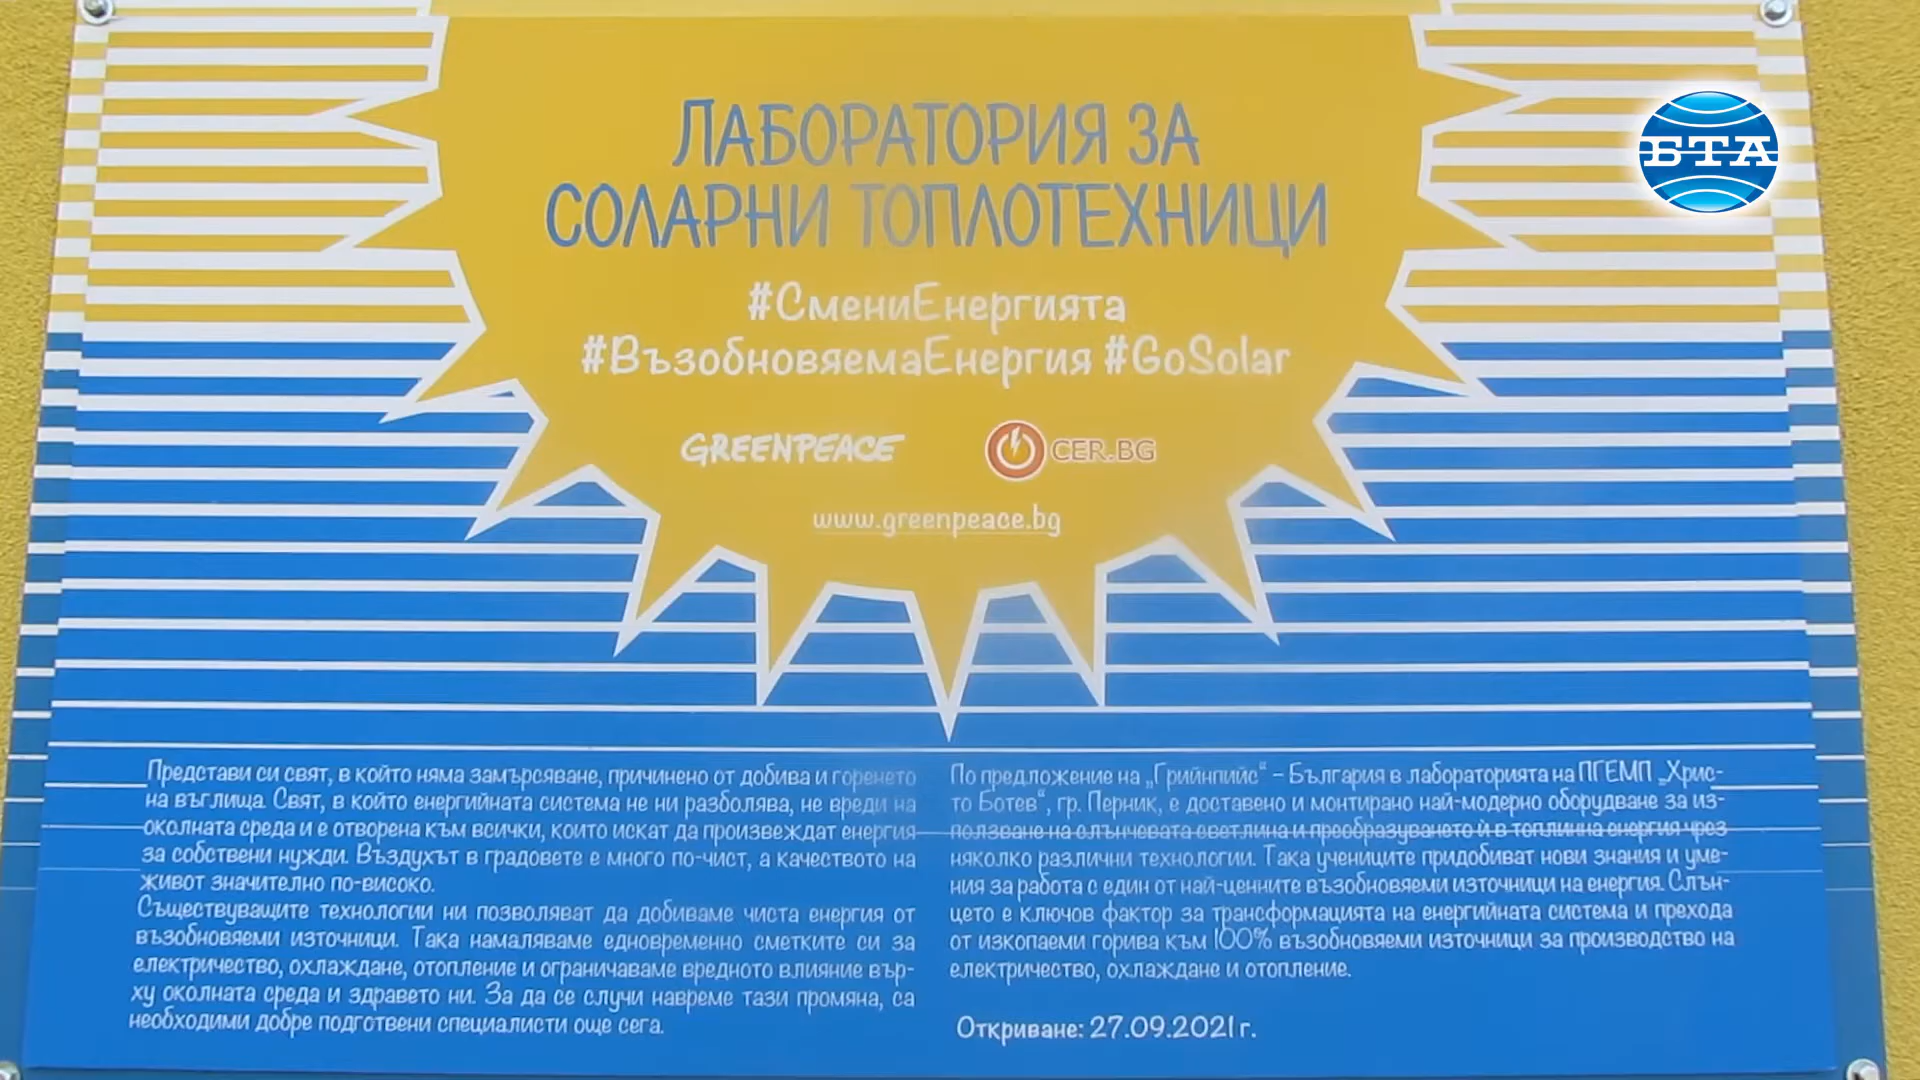 ЛАБОРАТОРИЯ ЗА
СОЛАРНИ ТОПЛОТЕХНИЦИ
#СмениЕнергията
#ВъзобновяемаЕнергия #GoSolar
GREENPEACE
CER.BG
www.greenpeace.bg
БТА
Представи си свят, в който няма замърсяване, причинено от добива и горенето
на въглища. Свят, в който енергийната система не ни разболява, не вреди на
околната среда и е отворена към всички, които искат да произвеждат енергия
за собствени нужди. Въздухът в градовете е много по-чист, а качеството на
живот значително по-високо.
Съществуващите технологии ни позволяват да добиваме чиста енергия от
възобновяеми източници. Така намаляваме едновременно сметките си за
електричество, охлаждане, отопление и ограничаваме вредното влияние вър-
ху околната среда и здравето ни. За да се случи навреме тази промяна, са
необходими добре подготвени специалисти още сега.
По предложение на „Грийнпийс“ – България в лабораторията на ПГЕМП „Хрис-
то Ботев“, гр. Перник, е доставено и монтирано най-модерно оборудване за из-
ползване на слънчевата светлина и преобразуването ѝ в топлинна енергия чрез
няколко различни технологии. Така учениците придобиват нови знания и уме-
ния за работа с един от най-ценните възобновяеми източници на енергия. Слън-
цето е ключов фактор за трансформацията на енергийната система и прехода
от изкопаеми горива към 100% възобновяеми източници за производство на
електричество, охлаждане и отопление.
Откриване: 27.09.2021 г.